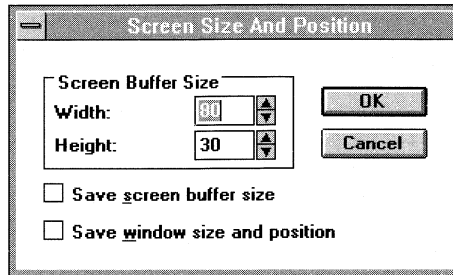 Screen Size And Position
Screen Buffer Size
Width: 80
Height: 30
OK
Cancel
Save screen buffer size
Save window size and position